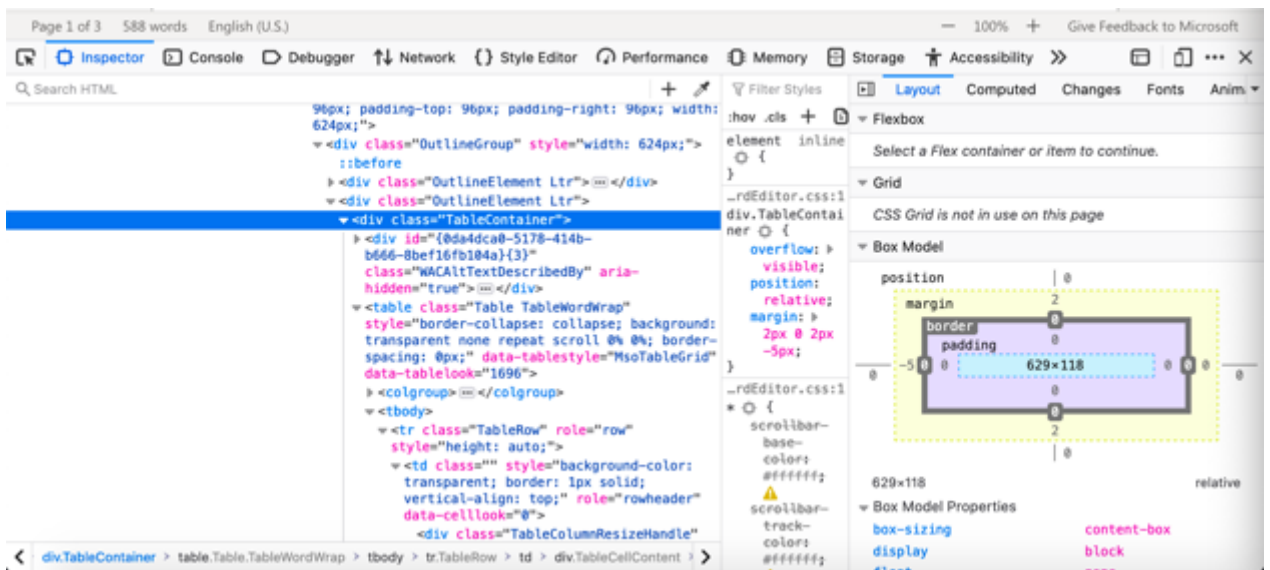 Page 1 of 3 588 words English (U.S.) — 100% + Give Feedback to Microsoft
Inspector Console Debugger Network {} Style Editor Performance Memory Storage Accessibility
Search HTML + Filter Styles Layout Computed Changes Fonts Anim
96px; padding-top: 96px; padding-right: 96px; width:
624px;">
<div class="OutlineGroup" style="width: 624px;">
::before
<div class="OutlineElement Ltr"></div>
<div class="OutlineElement Ltr">
<div class="TableContainer">
<div id="{0da4dca0-5178-414b-
b666-8bef16fb104a}{3}"
class="WACAltTextDescribedBy" aria-
hidden="true"></div>
<table class="Table TableWordWrap"
style="border-collapse: collapse; background:
transparent none repeat scroll 0% 0%; border-
spacing: 0px;" data-tablestyle="MsoTableGrid"
data-tablelook="1696">
<colgroup></colgroup>
<tbody>
<tr class="TableRow" role="row"
style="height: auto;">
<td class="" style="background-color:
transparent; border: 1px solid;
vertical-align: top;" role="rowheader"
data-celllook="0">
<div class="TableColumnResizeHandle"
div.TableContainer > table.Table.TableWordWrap > tbody > tr.TableRow > td > div.TableCellContent >
:hov .cls +
element inline
{
}
…rdEditor.css:1
div.TableContai
ner {
overflow:
visible;
position:
relative;
margin:
2px 0 2px
-5px;
}
…rdEditor.css:1
* {
scrollbar-
base-
color:
#ffffff;
scrollbar-
track-
color:
#ffffff;
Flexbox
Select a Flex container or item to continue.
Grid
CSS Grid is not in use on this page
Box Model
position 0
margin 2
border 0
padding 0
0 -5 0 0 629×118 0 0 0 0
0
0
2
0
629×118 relative
Box Model Properties
box-sizing content-box
display block